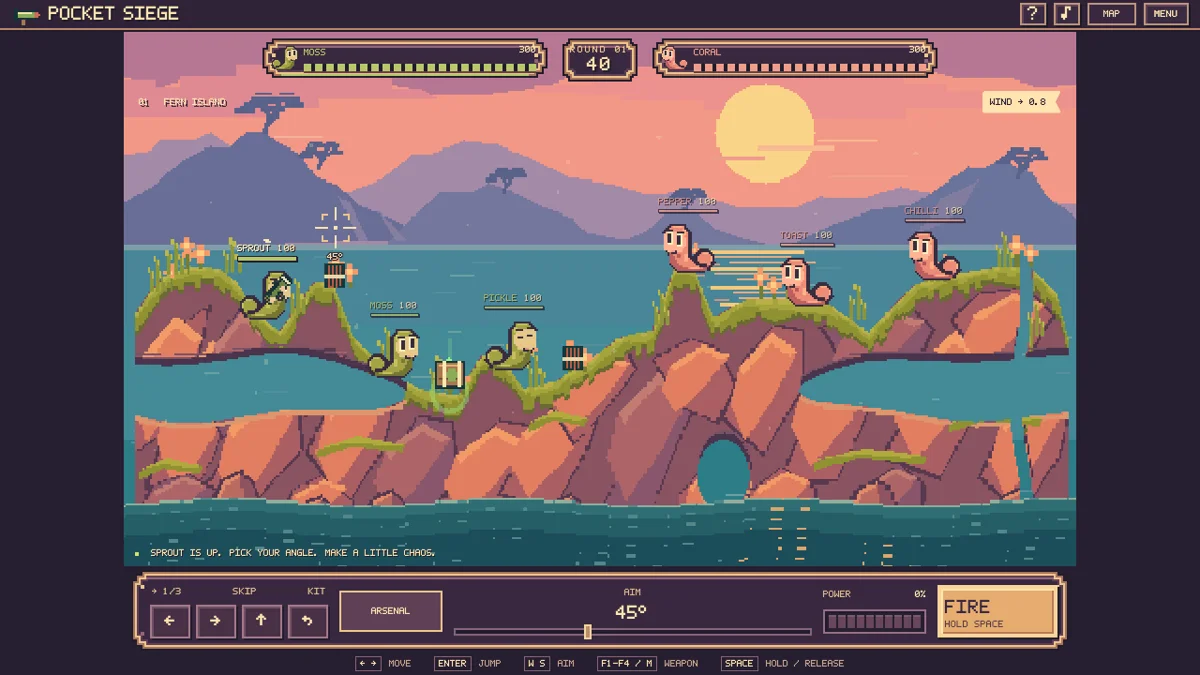 POCKET SIEGE
?
MAP
MENU
MOSS 300
ROUND 01
40
CORAL 300
01 FERN ISLAND
WIND → 0.8
PEPPER 100
CHILLI 100
TOAST 100
SPROUT 100
45°
MOSS 100
PICKLE 100
SPROUT IS UP. PICK YOUR ANGLE. MAKE A LITTLE CHAOS.
→ 1/3 SKIP KIT
ARSENAL
AIM
45°
POWER 0%
FIRE
HOLD SPACE
← → MOVE ENTER JUMP W S AIM F1-F4 / M WEAPON SPACE HOLD / RELEASE